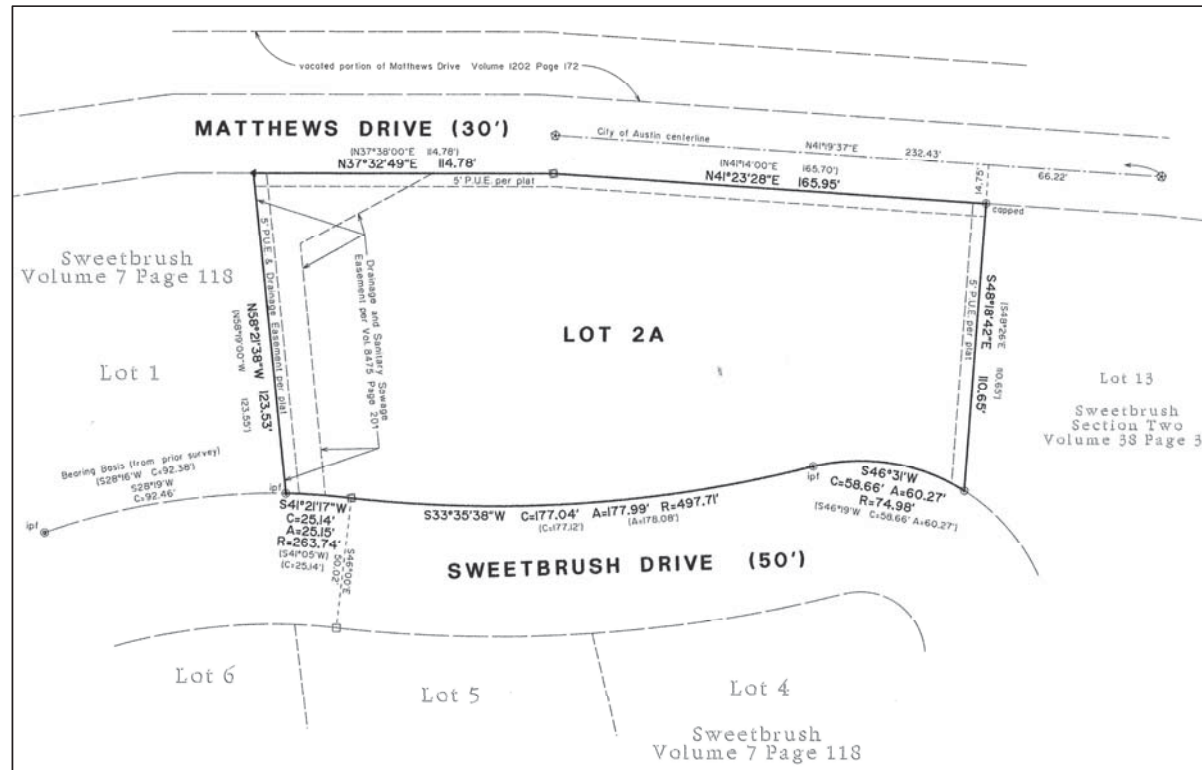 vacated portion of Matthews Drive Volume 1202 Page 172
MATTHEWS DRIVE (30')
City of Austin centerline
N41°19'37"E 232.43'
66.22'
14.75'
(N37°38'00"E 114.78')
N37°32'49"E 114.78'
5' P.U.E. per plat
(N41°14'00"E 165.70')
N41°23'28"E 165.95'
capped
Sweetbrush
Volume 7 Page 118
Lot 1
5' P.U.E & Drainage Easement per plat
N58°21'38"W 123.53'
(N58°19'00"W 123.55')
Drainage and Sanitary Sewage
Easement per Vol. 8475 Page 201
LOT 2A
5' P.U.E per plat
S48°18'42"E 110.65'
(S48°26'E 110.65')
Lot 13
Sweetbrush
Section Two
Volume 38 Page 3
Bearing Basis (from prior survey)
(S28°16'W C=92.38')
S28°19'W
C=92.46'
ipf
ipf
S41°21'17"W
C=25.14'
A=25.15'
R=263.74'
(S41°05'W)
(C=25.14')
S46°00'E
50.02'
S33°35'38"W C=177.04' A=177.99' R=497.71'
(C=177.12') (A=178.08')
ipf
S46°31'W
C=58.66' A=60.27'
R=74.98'
(S46°19'W C=58.66' A=60.27')
SWEETBRUSH DRIVE (50')
Lot 6
Lot 5
Lot 4
Sweetbrush
Volume 7 Page 118